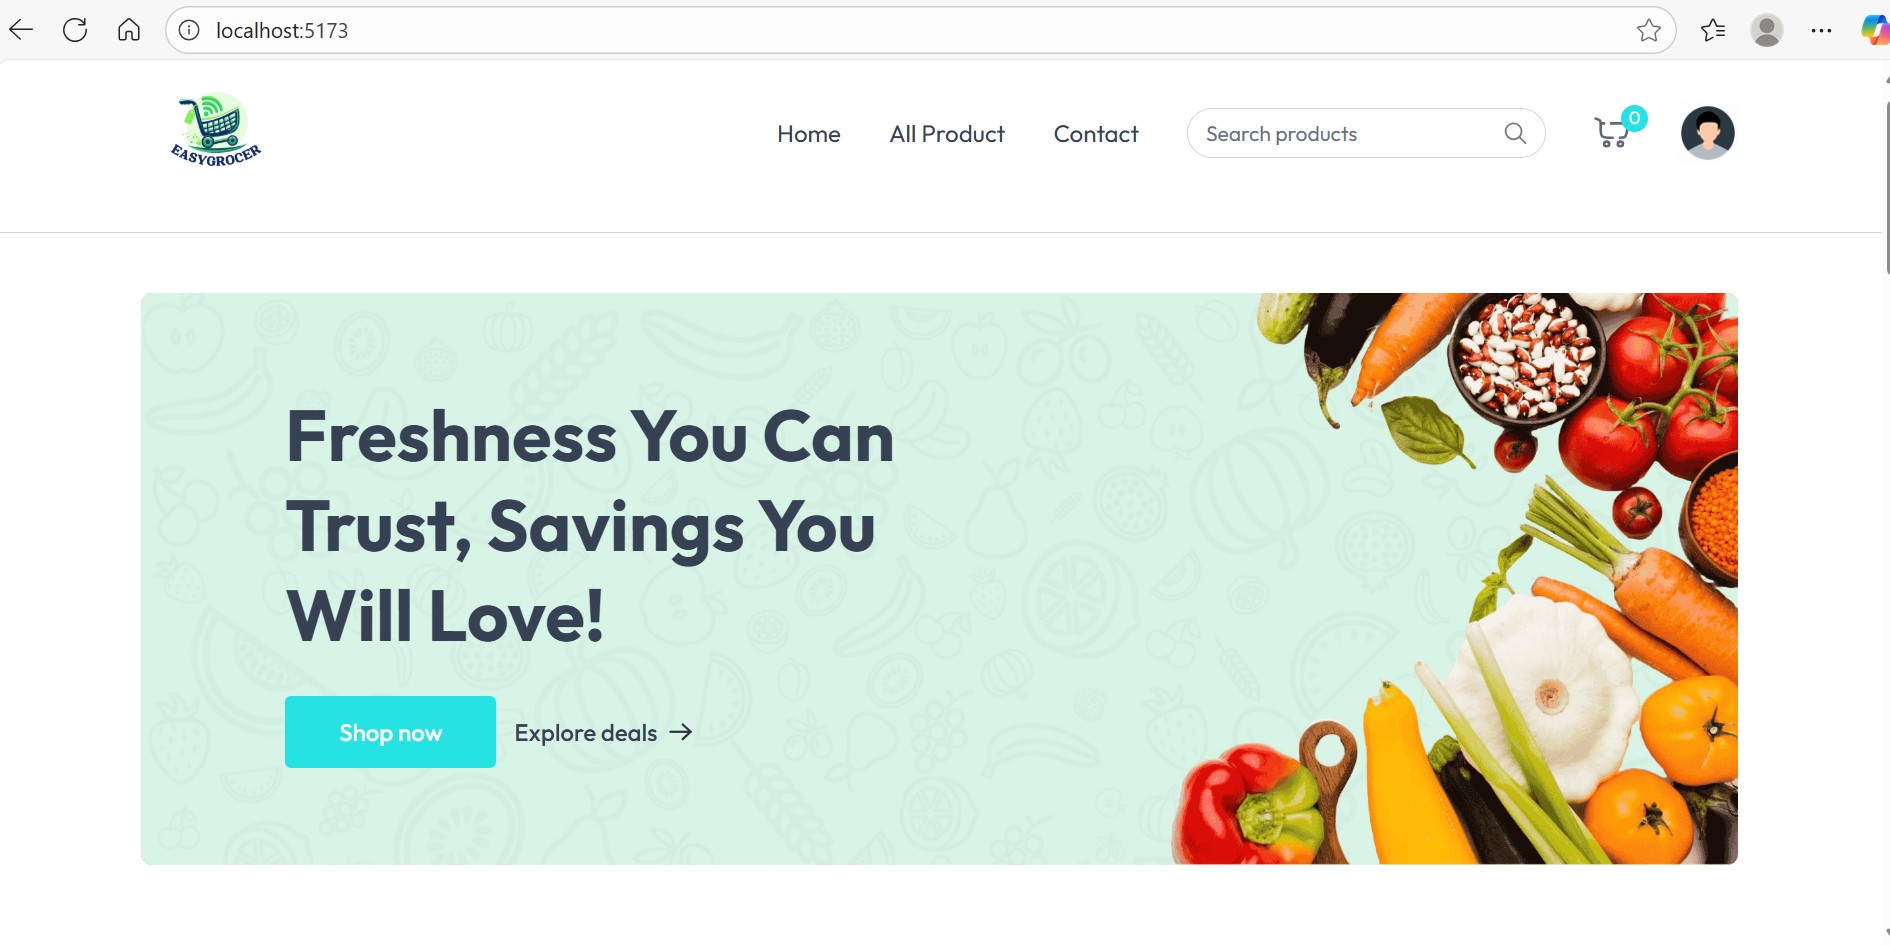 localhost:5173
EASYGROCER
Home
All Product
Contact
Search products
0
Freshness You Can
Trust, Savings You
Will Love!
Shop now
Explore deals